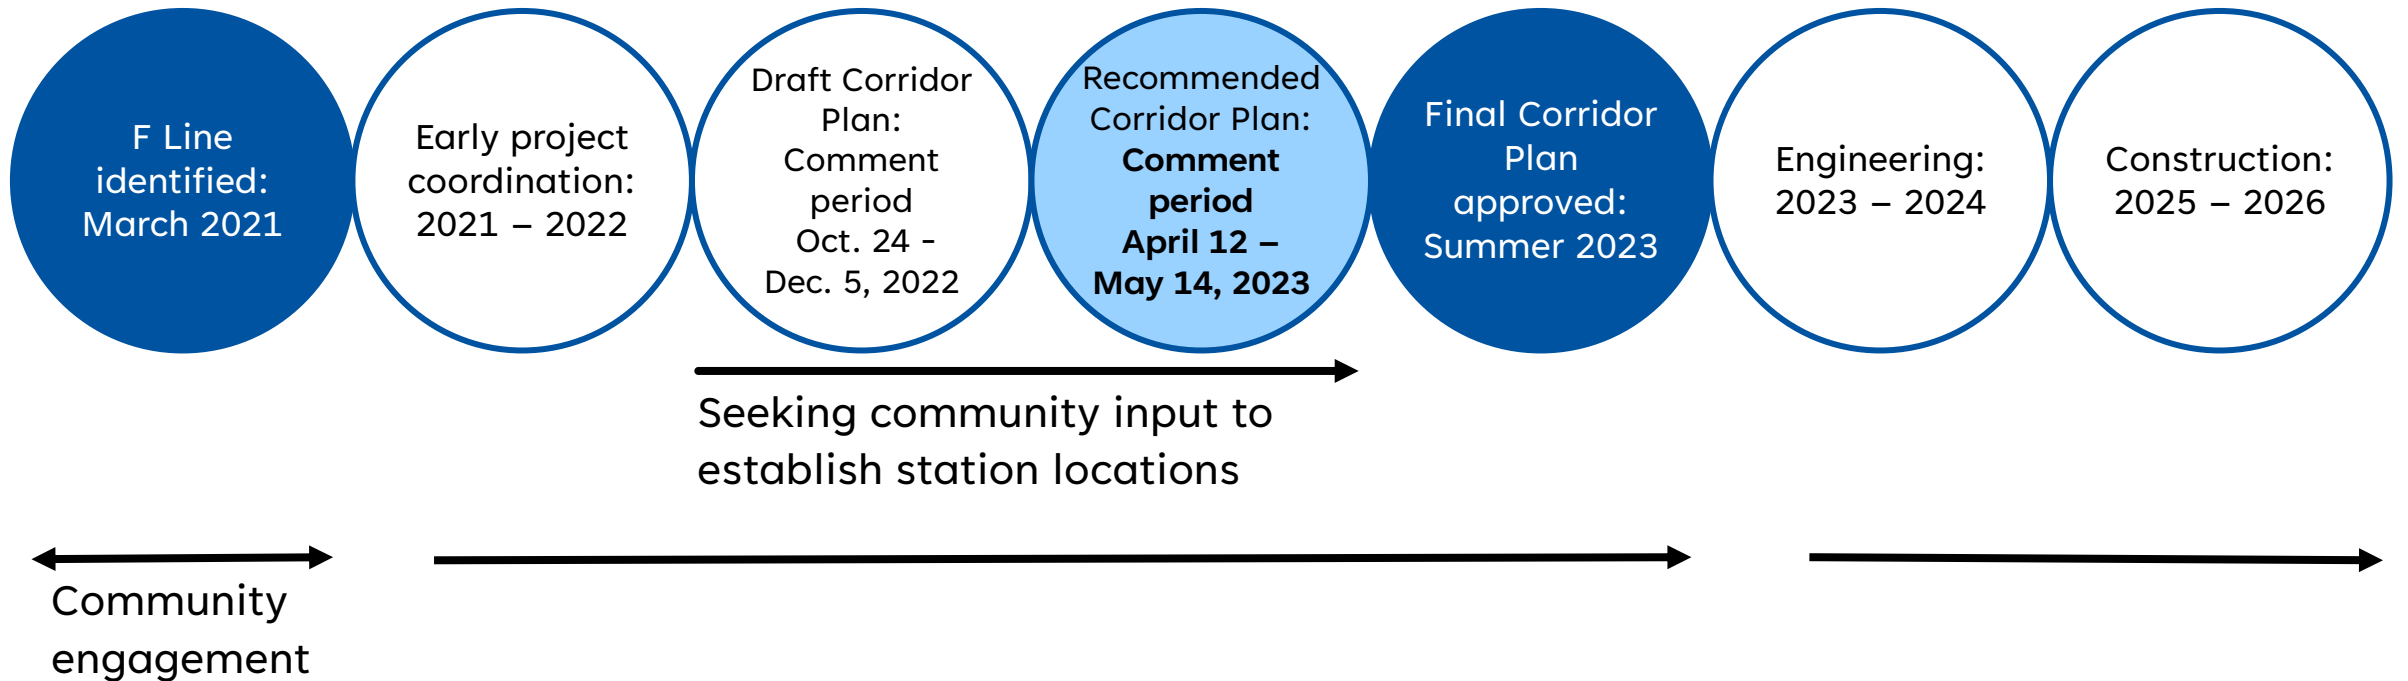 F Line
identified:
March 2021
Early project
coordination:
2021 – 2022
Draft Corridor
Plan:
Comment
period
Oct. 24 -
Dec. 5, 2022
Recommended
Corridor Plan:
Comment
period
April 12 –
May 14, 2023
Final Corridor
Plan
approved:
Summer 2023
Engineering:
2023 – 2024
Construction:
2025 – 2026
Seeking community input to
establish station locations
Community
engagement